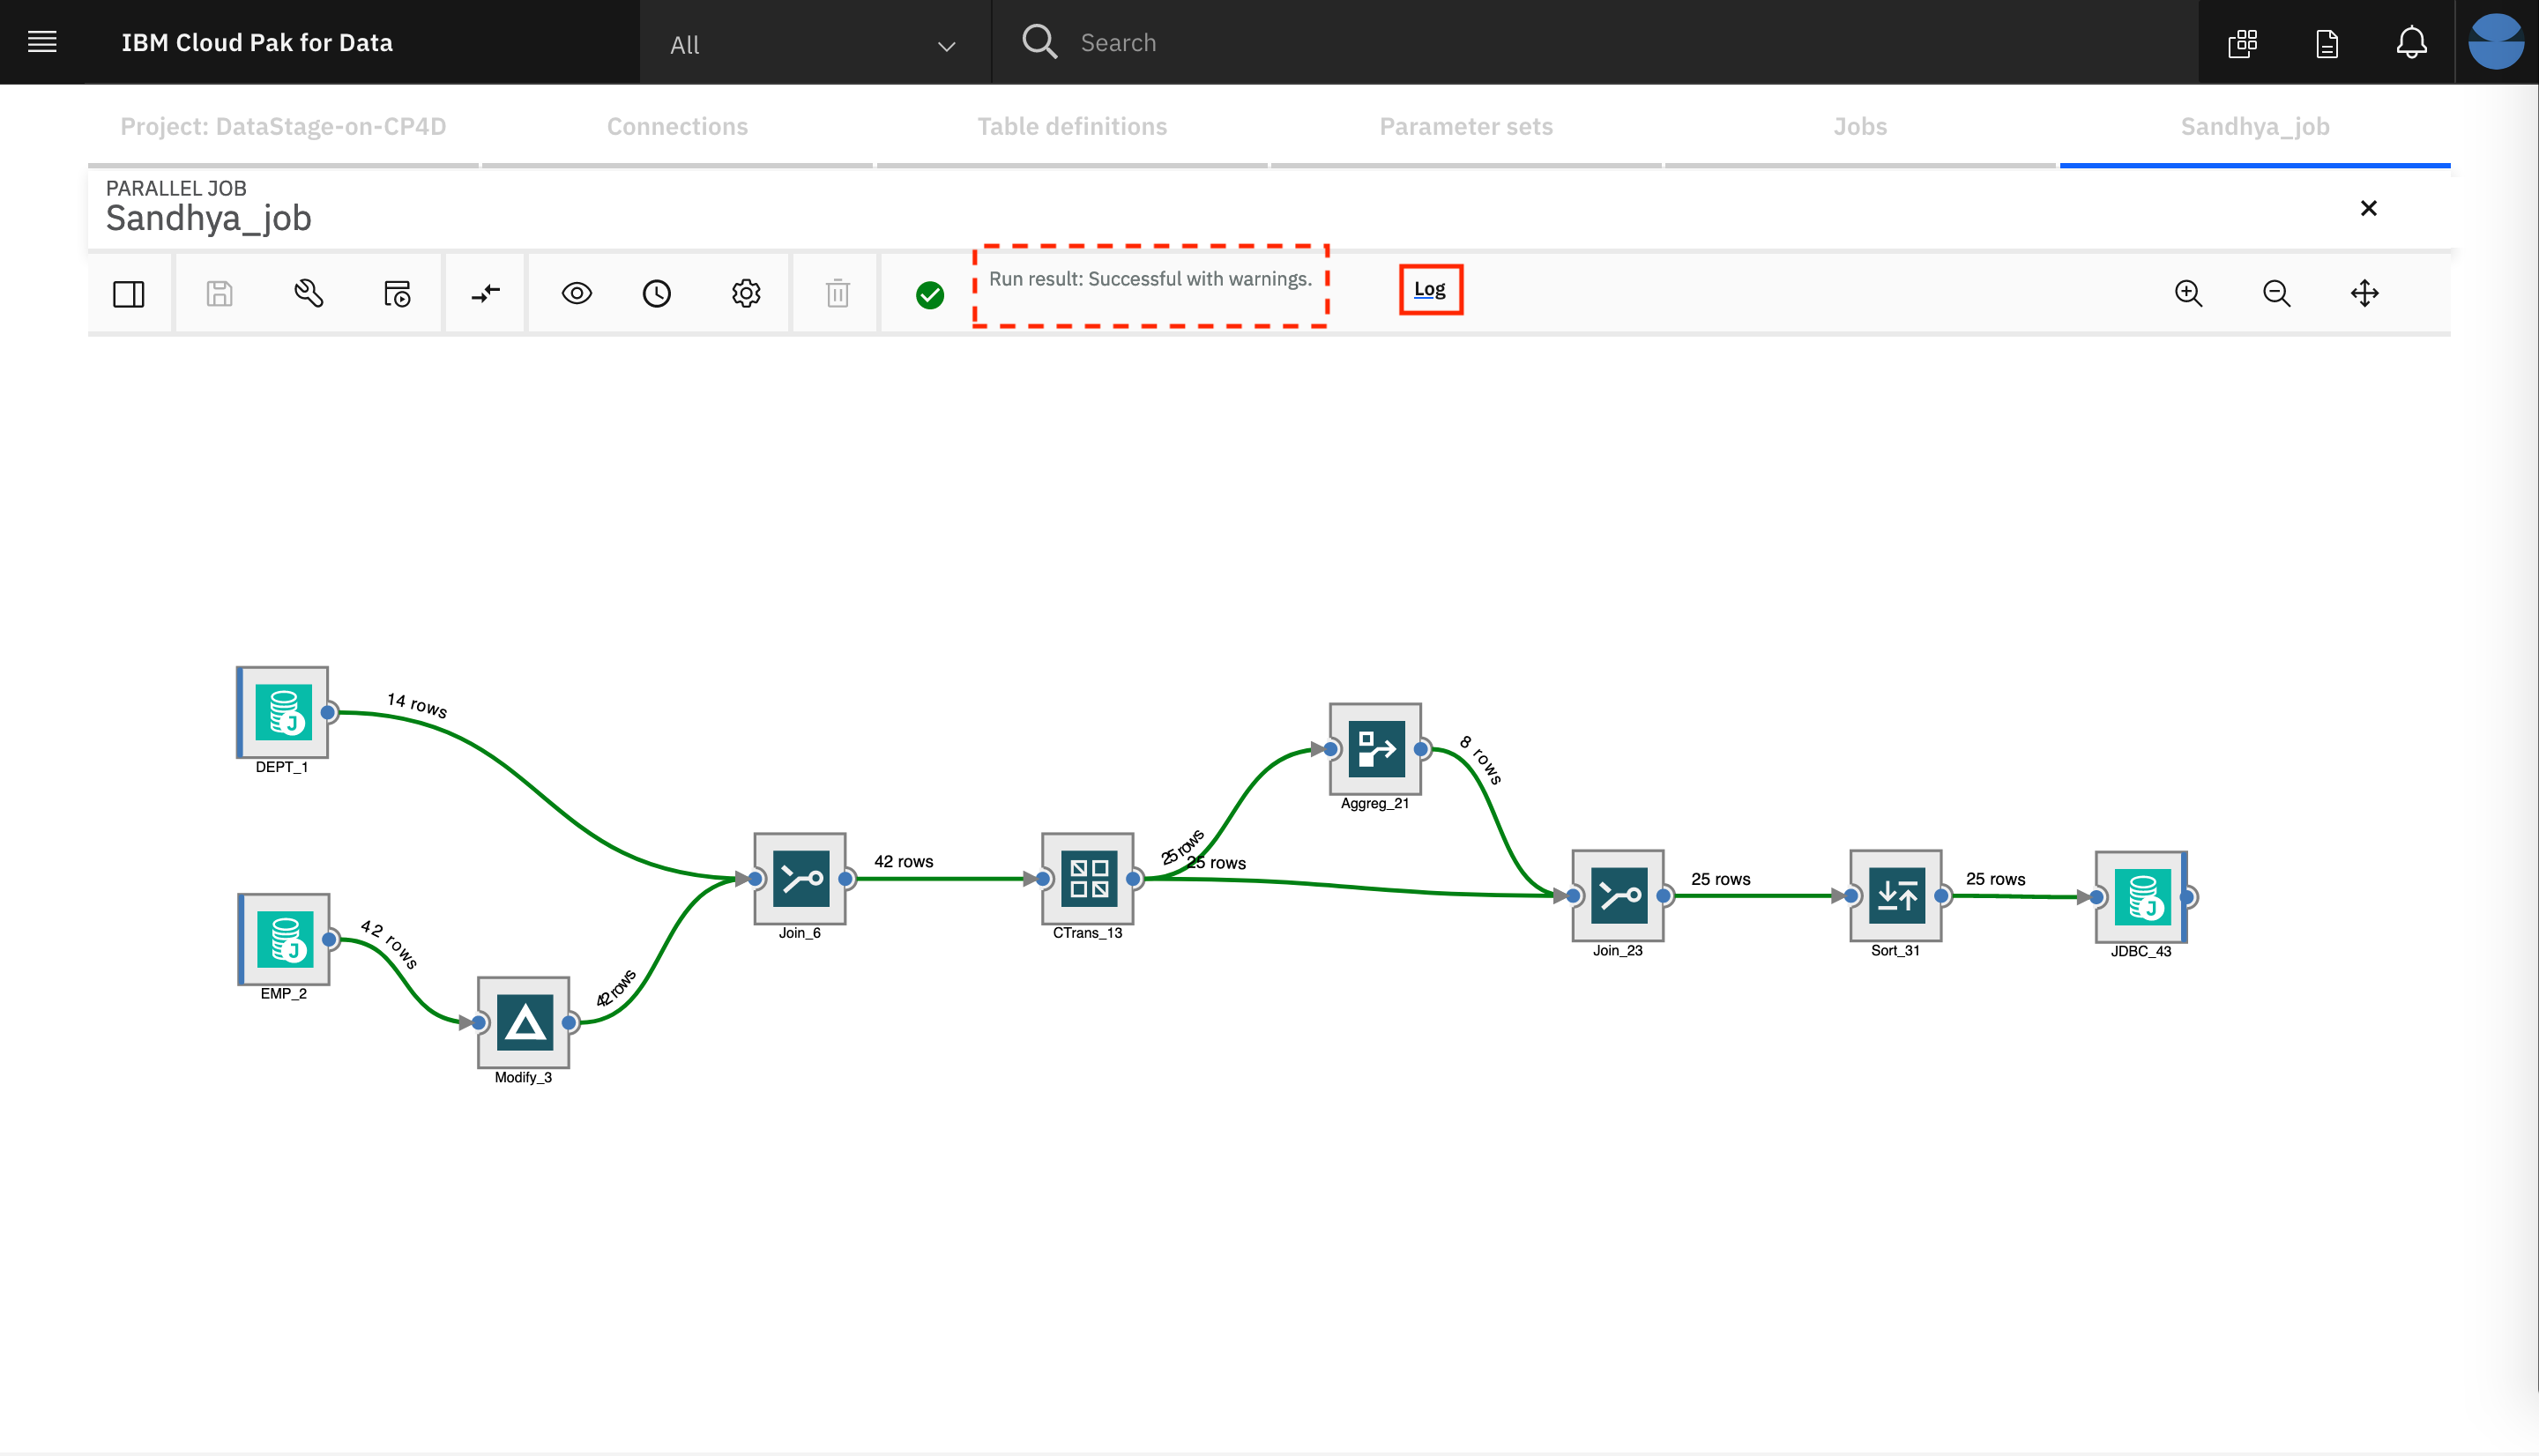 IBM Cloud Pak for Data
All
Search
Project: DataStage-on-CP4D
Connections
Table definitions
Parameter sets
Jobs
Sandhya_job
PARALLEL JOB
Sandhya_job
Run result: Successful with warnings.
Log
14 rows
DEPT_1
42 rows
EMP_2
42 rows
Modify_3
Join_6
42 rows
CTrans_13
25 rows
25 rows
Aggreg_21
8 rows
Join_23
25 rows
Sort_31
25 rows
JDBC_43